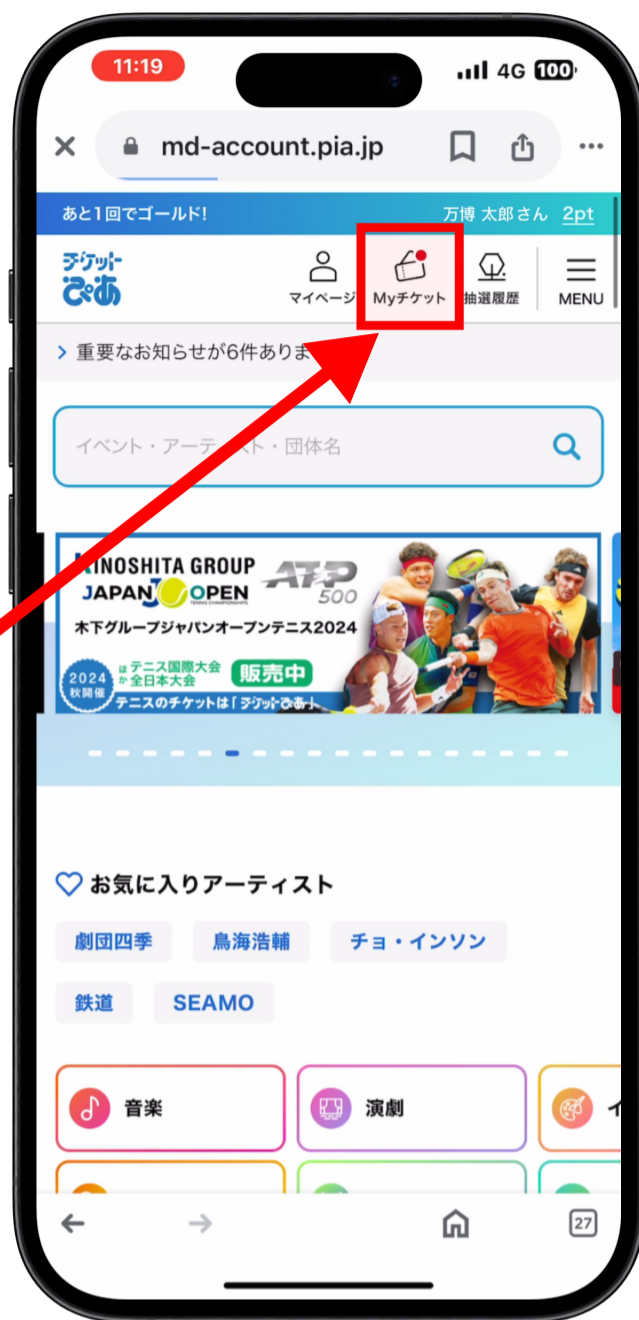 11:19
4G 100
md-account.pia.jp
あと1回でゴールド!
万博 太郎さん 2pt
チケットぴあ
マイページ Myチケット 抽選履歴 MENU
重要なお知らせが6件ありま
イベント・アーティスト・団体名
KINOSHITA GROUP
JAPAN OPEN
TENNIS CHAMPIONSHIPS
ATP
500
木下グループジャパンオープンテニス2024
2024
秋開催
ほか
テニス国際大会
全日本大会
販売中
テニスのチケットは「チケットぴあ」
お気に入りアーティスト
劇団四季 鳥海浩輔 チョ・インソン
鉄道 SEAMO
音楽 演劇 イ
27